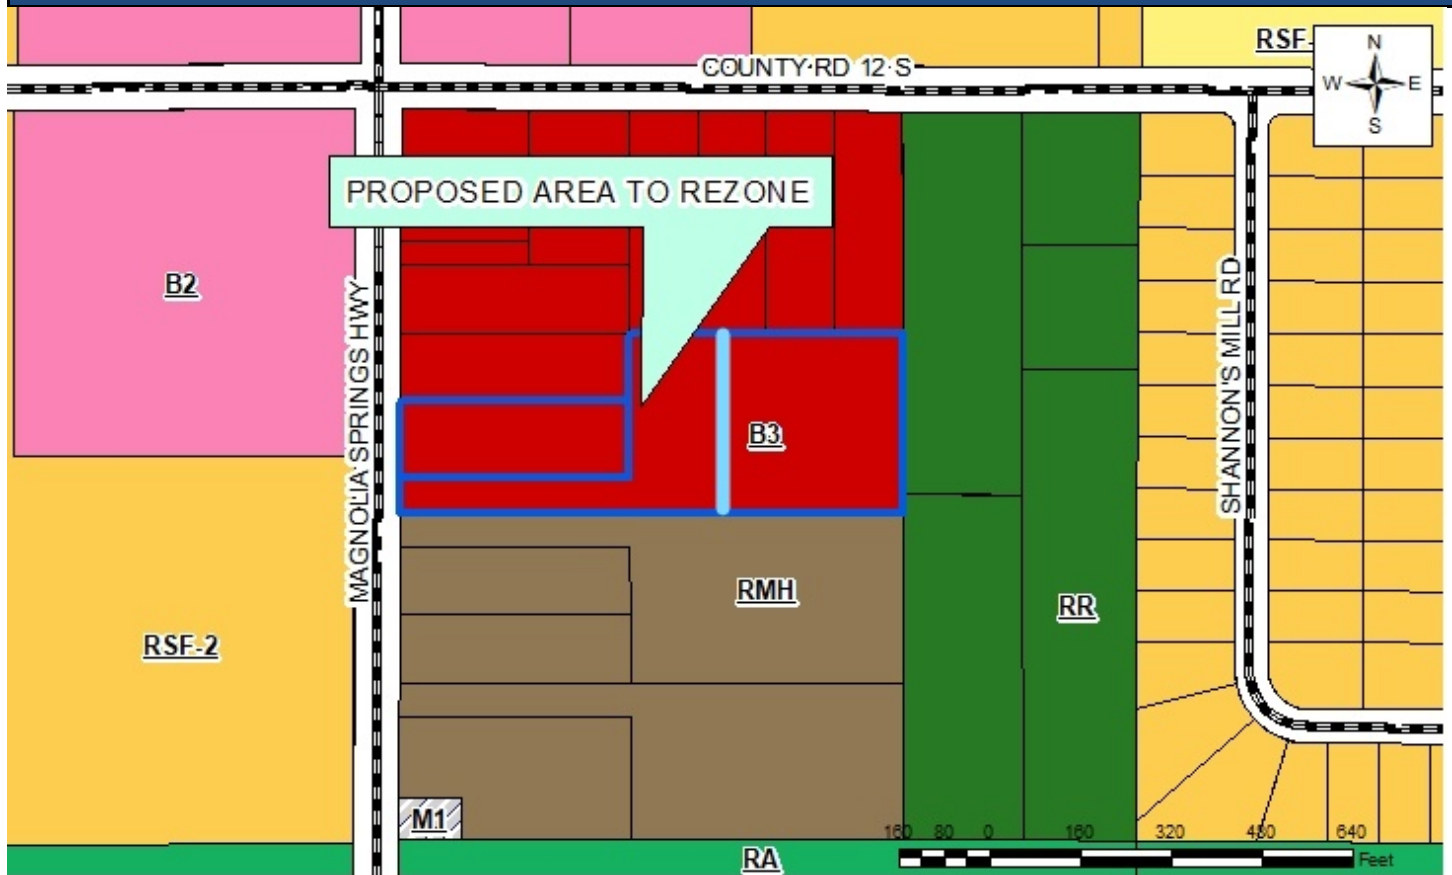 RSF-
N
W E
S
COUNTY RD 12 S
PROPOSED AREA TO REZONE
B2
MAGNOLIA SPRINGS HWY
SHANNON'S MILL RD
B3
RMH
RR
RSF-2
M1
160 80 0 160 320 480 640
Feet
RA